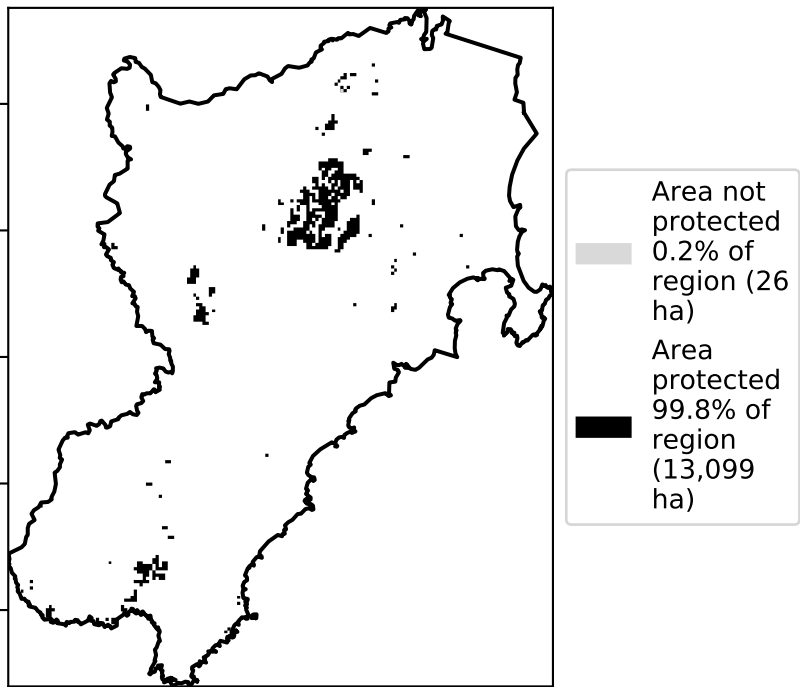 Area not
protected
0.2% of
region (26
ha)
Area
protected
99.8% of
region
(13,099
ha)